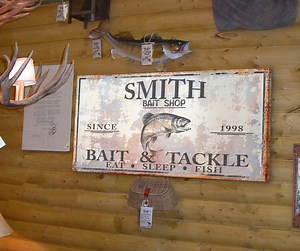 SMITH
BAIT SHOP
SINCE 1998
BAIT & TACKLE
EAT • SLEEP • FISH